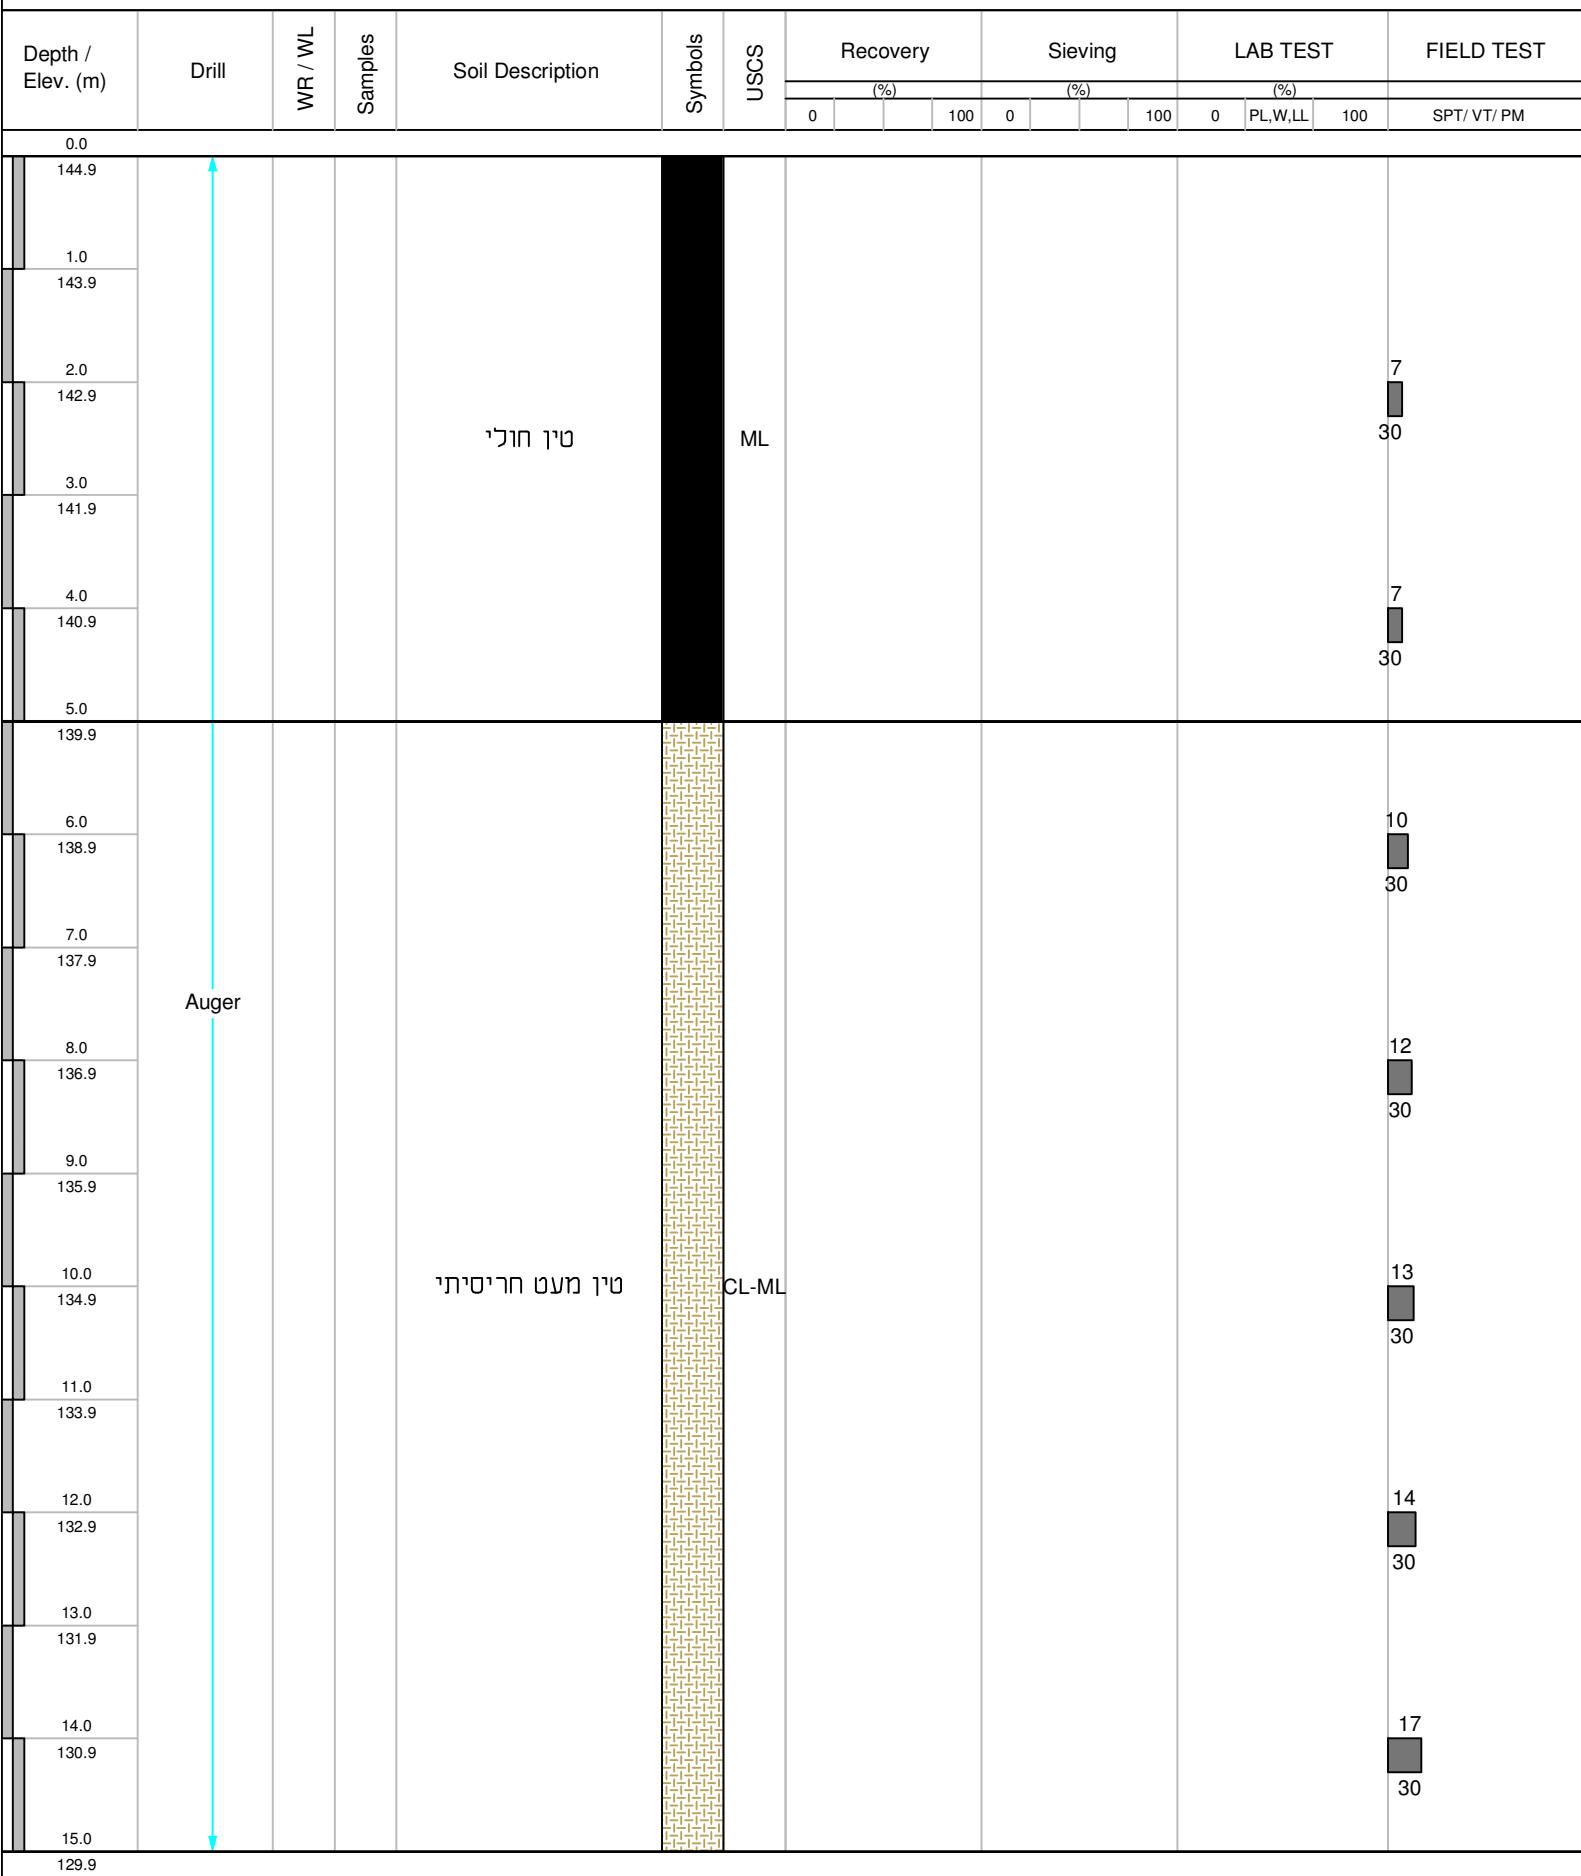 Depth /
Elev. (m)
Drill
WR / WL
Samples
Soil Description
Symbols
USCS
Recovery
Sieving
LAB TEST
FIELD TEST
(%)
(%)
(%)
0 100
0 100
0 PL,W,LL 100
SPT/ VT/ PM
0.0
144.9
1.0
143.9
2.0
142.9
7
30
טין חולי
ML
3.0
141.9
4.0
140.9
7
30
5.0
139.9
6.0
138.9
10
30
7.0
137.9
Auger
8.0
136.9
12
30
9.0
135.9
10.0
134.9
טין מעט חריסיתי
CL-ML
13
30
11.0
133.9
12.0
132.9
14
30
13.0
131.9
14.0
130.9
17
30
15.0
129.9